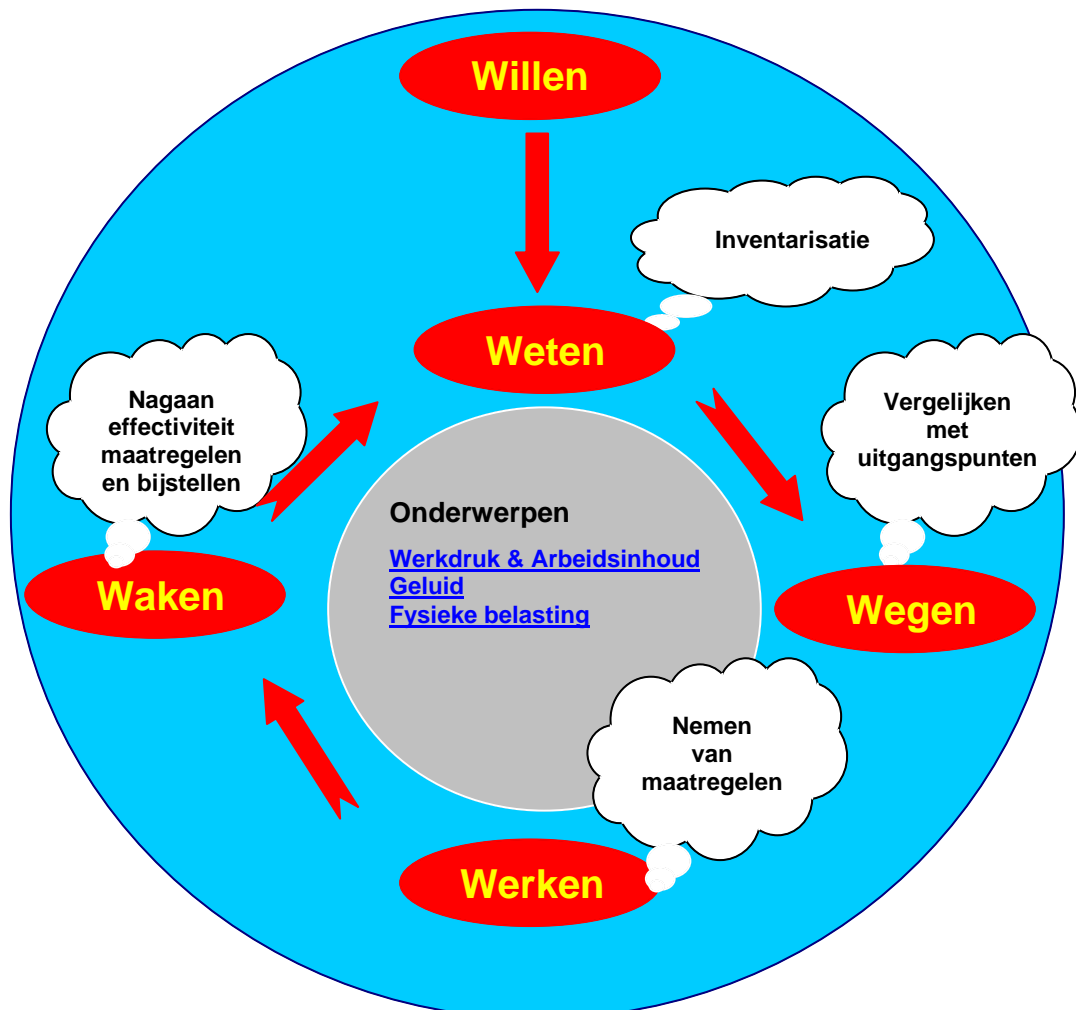 Willen
Inventarisatie
Weten
Nagaan
effectiviteit
maatregelen
en bijstellen
Vergelijken
met
uitgangspunten
Onderwerpen
Werkdruk & Arbeidsinhoud
Geluid
Fysieke belasting
Waken
Wegen
Nemen
van
maatregelen
Werken